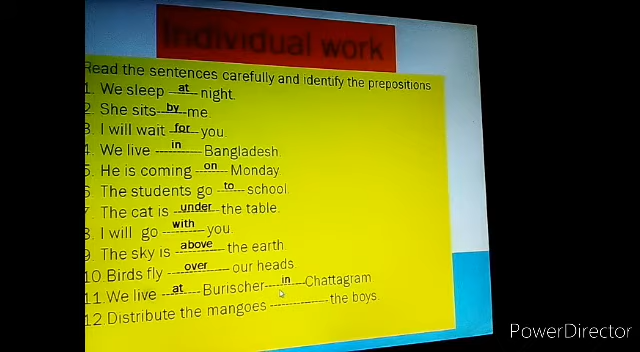 Individual work
Read the sentences carefully and identify the prepositions
1. We sleep at night.
2. She sits by me.
3. I will wait for you.
4. We live in Bangladesh.
5. He is coming on Monday
6. The students go to school.
7. The cat is under the table.
8. I will go with you.
9. The sky is above the earth.
10.Birds fly over our heads
11.We live at Burischer in Chattagram
12.Distribute the mangoes ------------- the boys.
PowerDirector